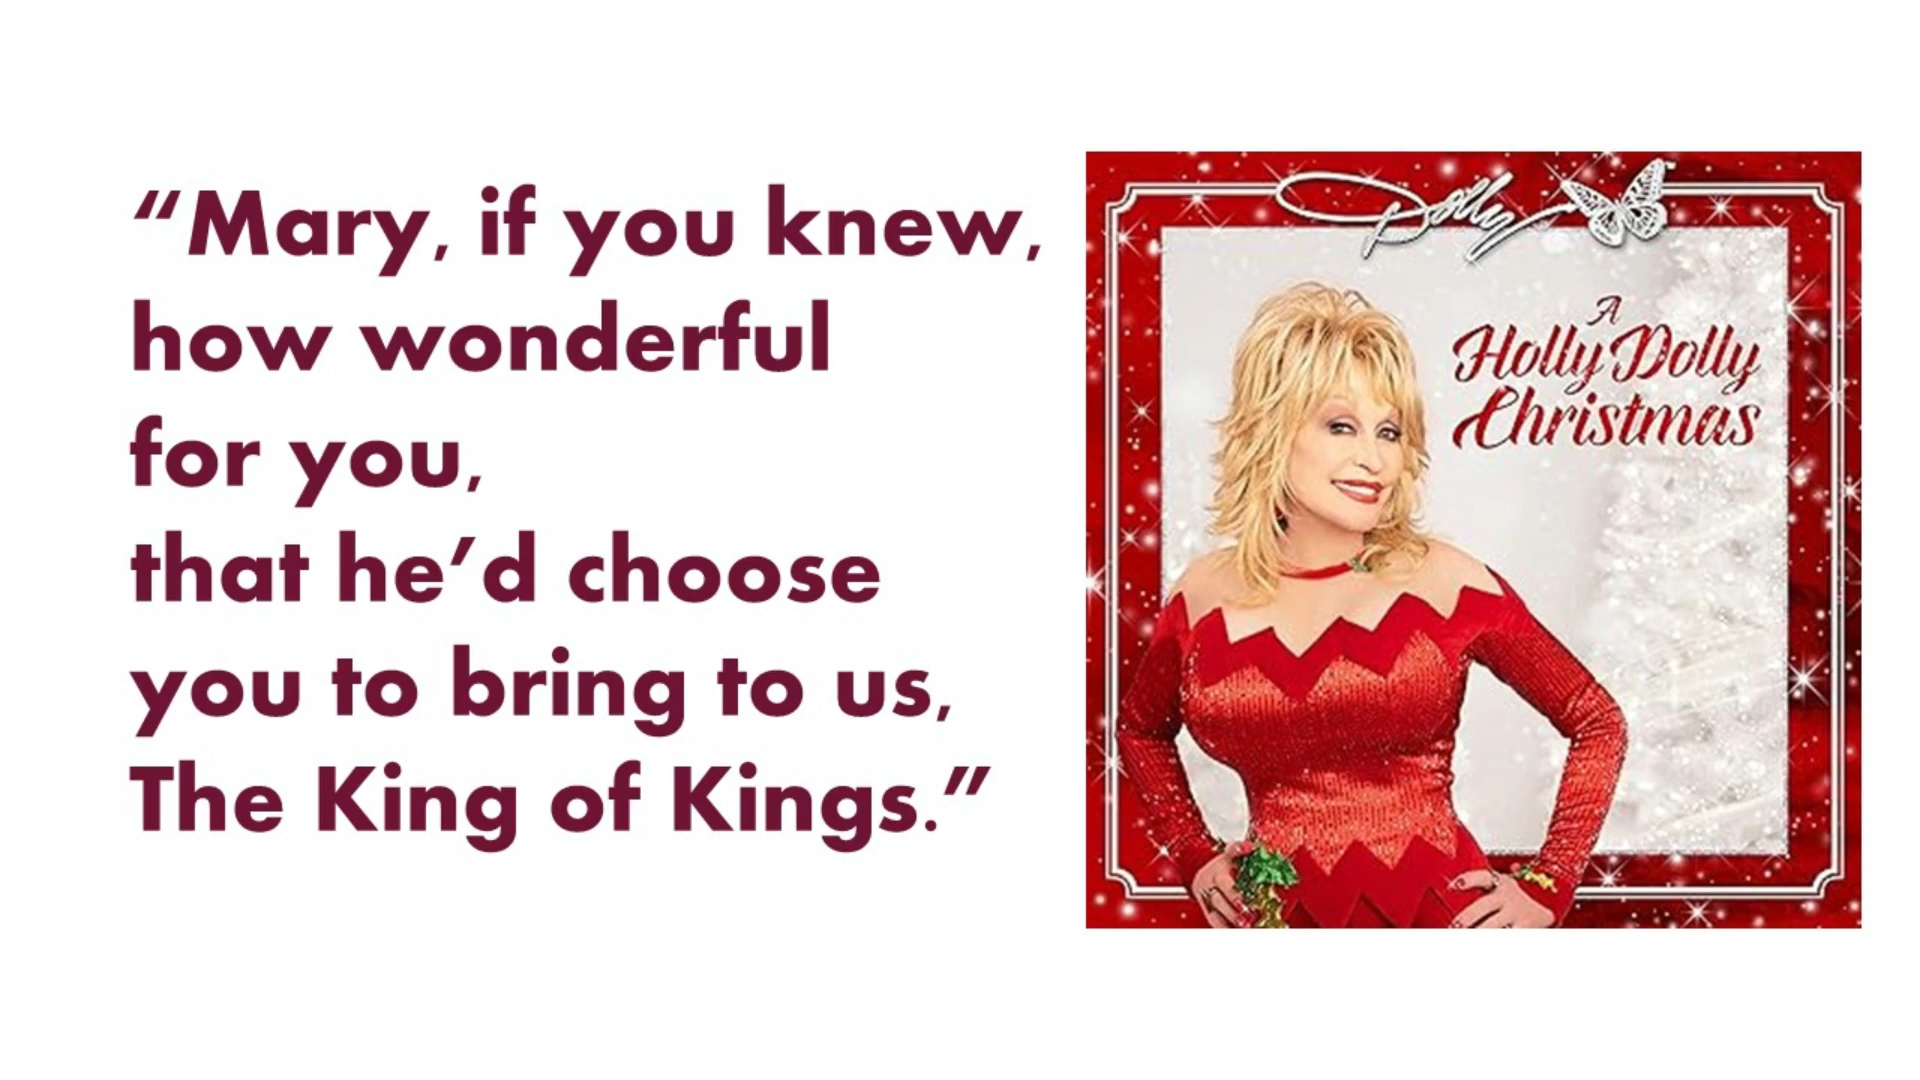 “Mary, if you knew,
how wonderful
for you,
that he’d choose
you to bring to us,
The King of Kings.”
Dolly
A
Holly Dolly
Christmas